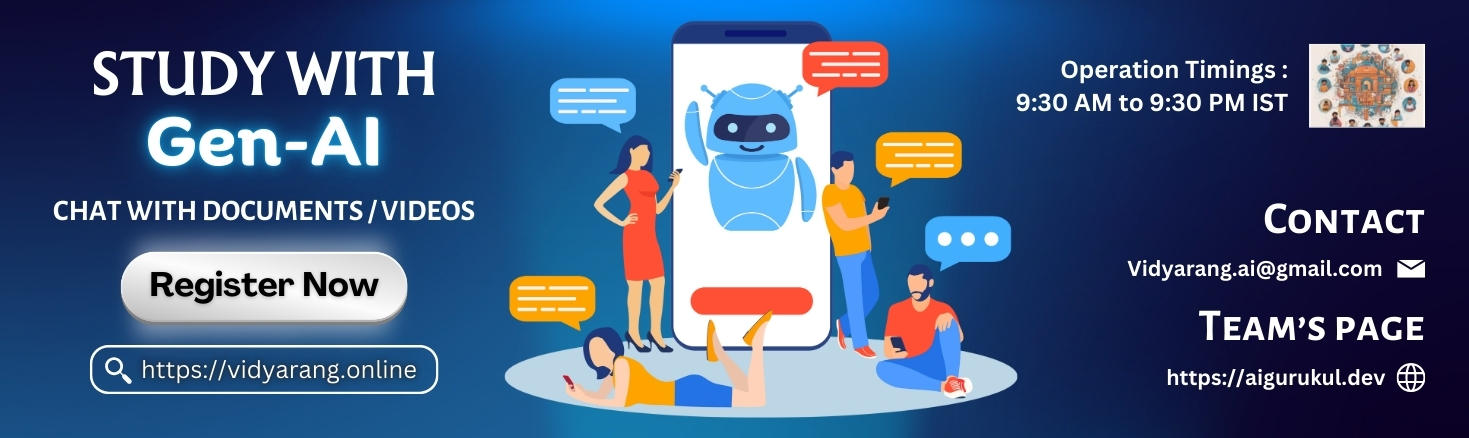 STUDY WITH
Gen-AI
CHAT WITH DOCUMENTS / VIDEOS
Register Now
https://vidyarang.online
Operation Timings :
9:30 AM to 9:30 PM IST
CONTACT
Vidyarang.ai@gmail.com
TEAM'S PAGE
https://aigurukul.dev